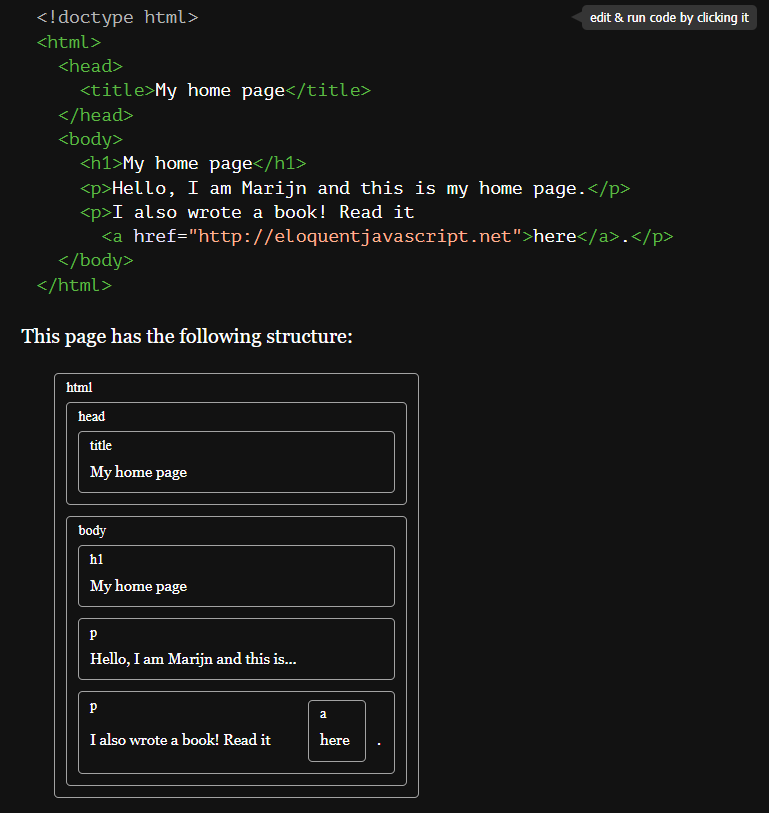 <!doctype html>
edit & run code by clicking it
<html>
  <head>
    <title>My home page</title>
  </head>
  <body>
    <h1>My home page</h1>
    <p>Hello, I am Marijn and this is my home page.</p>
    <p>I also wrote a book! Read it
      <a href="http://eloquentjavascript.net">here</a>.</p>
  </body>
</html>
This page has the following structure:
html
head
title
My home page
body
h1
My home page
p
Hello, I am Marijn and this is...
p
a
I also wrote a book! Read it here .